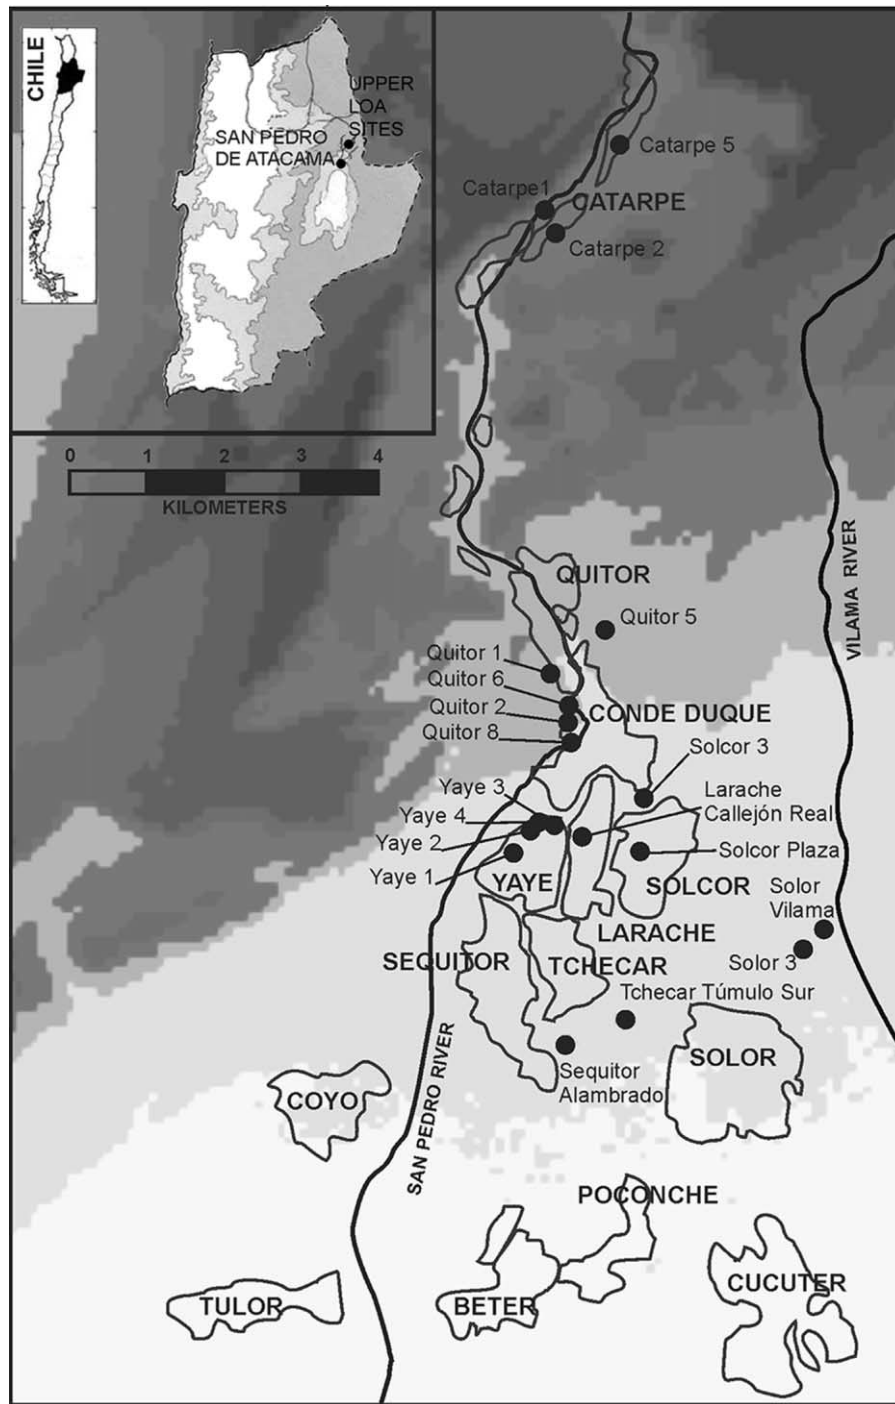 CHILE
UPPER
LOA
SITES
SAN PEDRO
DE ATACAMA
0 1 2 3 4
KILOMETERS
Catarpe 5
Catarpe1
CATARPE
Catarpe 2
VILAMA RIVER
QUITOR
Quitor 5
Quitor 1
Quitor 6
Quitor 2
CONDE DUQUE
Quitor 8
Solcor 3
Yaye 3
Larache
Callejón Real
Yaye 4
Yaye 2
Solcor Plaza
Yaye 1
YAYE
SOLCOR
Solor
Vilama
LARACHE
SEQUITOR
TCHECAR
Solor 3
Tchecar Túmulo Sur
SOLOR
Sequitor
Alambrado
COYO
SAN PEDRO RIVER
POCONCHE
CUCUTER
TULOR
BETER